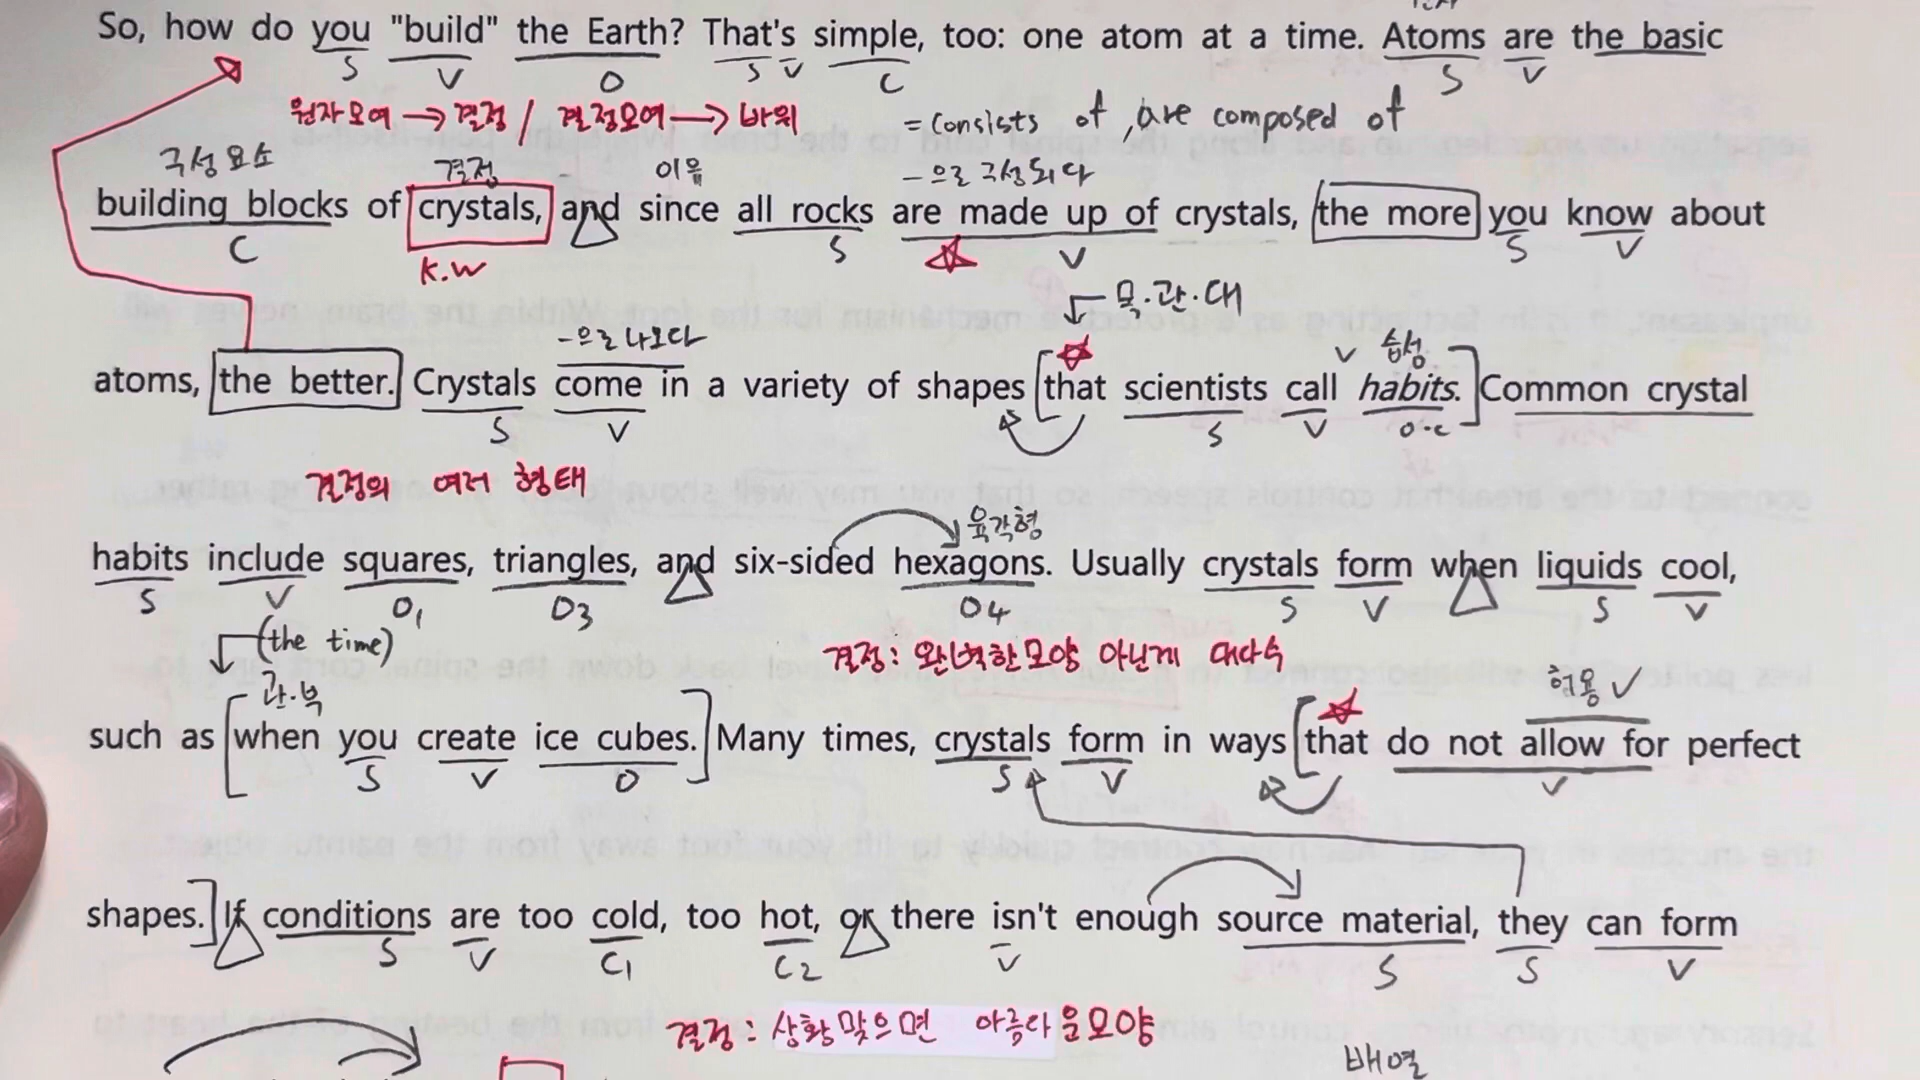 So, how do you "build" the Earth? That's simple, too: one atom at a time. Atoms are the basic
S V O S V C S V
원자모여 → 결정 / 결정모여 → 바위
= consists of, are composed of
구성요소 결정 이유 -으로 구성되다
building blocks of crystals, and since all rocks are made up of crystals, the more you know about
C K.W S V S V
목.관.대
-으로 나오다 V 습성
atoms, the better. Crystals come in a variety of shapes that scientists call habits. Common crystal
S V S V O.C
결정의 여러 형태
육각형
habits include squares, triangles, and six-sided hexagons. Usually crystals form when liquids cool,
S V O1 O3 O4 S V S V
(the time)
결정: 완벽한모양 아닌게 대다수
관.부 허용 V
such as when you create ice cubes. Many times, crystals form in ways that do not allow for perfect
S V O S V V
shapes. If conditions are too cold, too hot, or there isn't enough source material, they can form
S V C1 C2 V S S V
결정: 상황맞으면 아름다운모양
배열